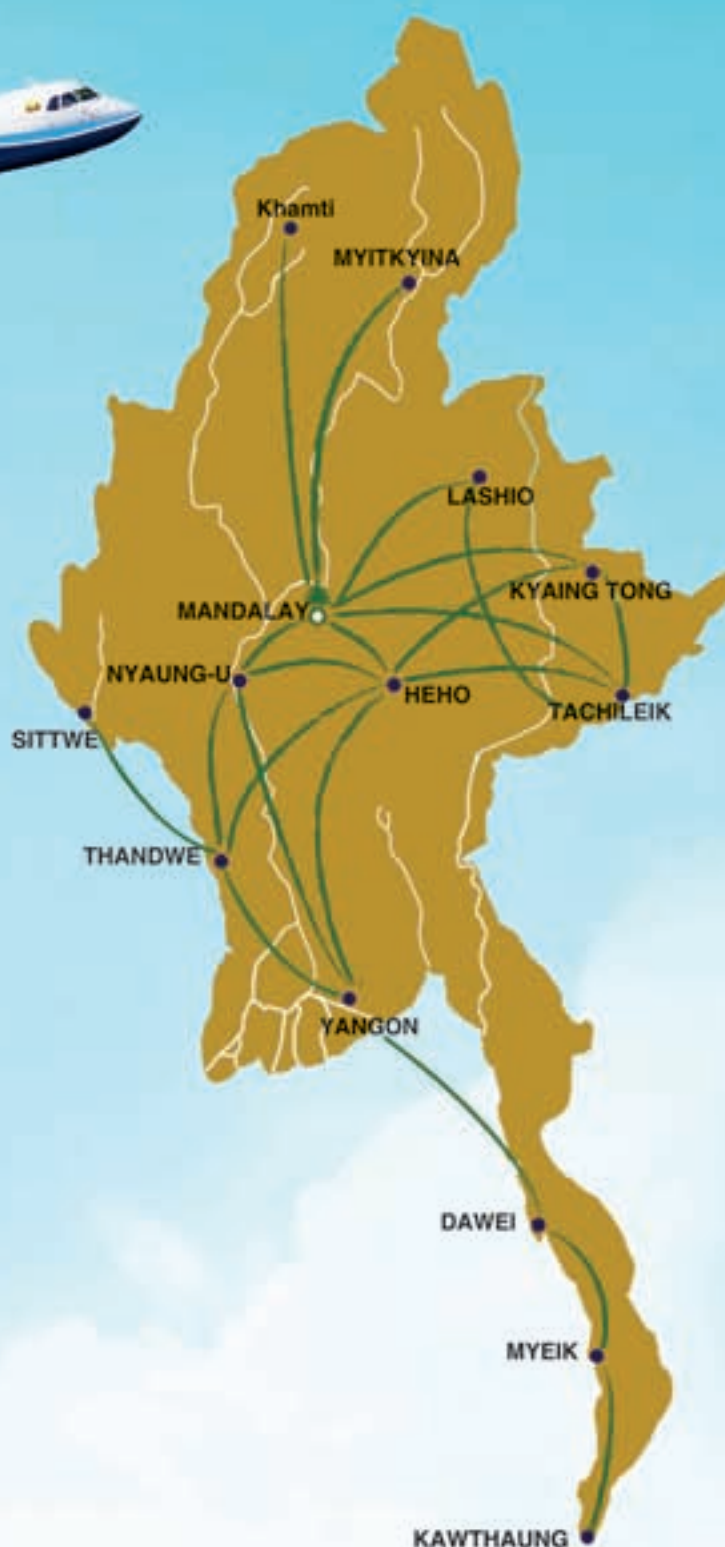 Khamti
MYITKYINA
LASHIO
KYAING TONG
MANDALAY
NYAUNG-U
HEHO
TACHILEIK
SITTWE
THANDWE
YANGON
DAWEI
MYEIK
KAWTHAUNG